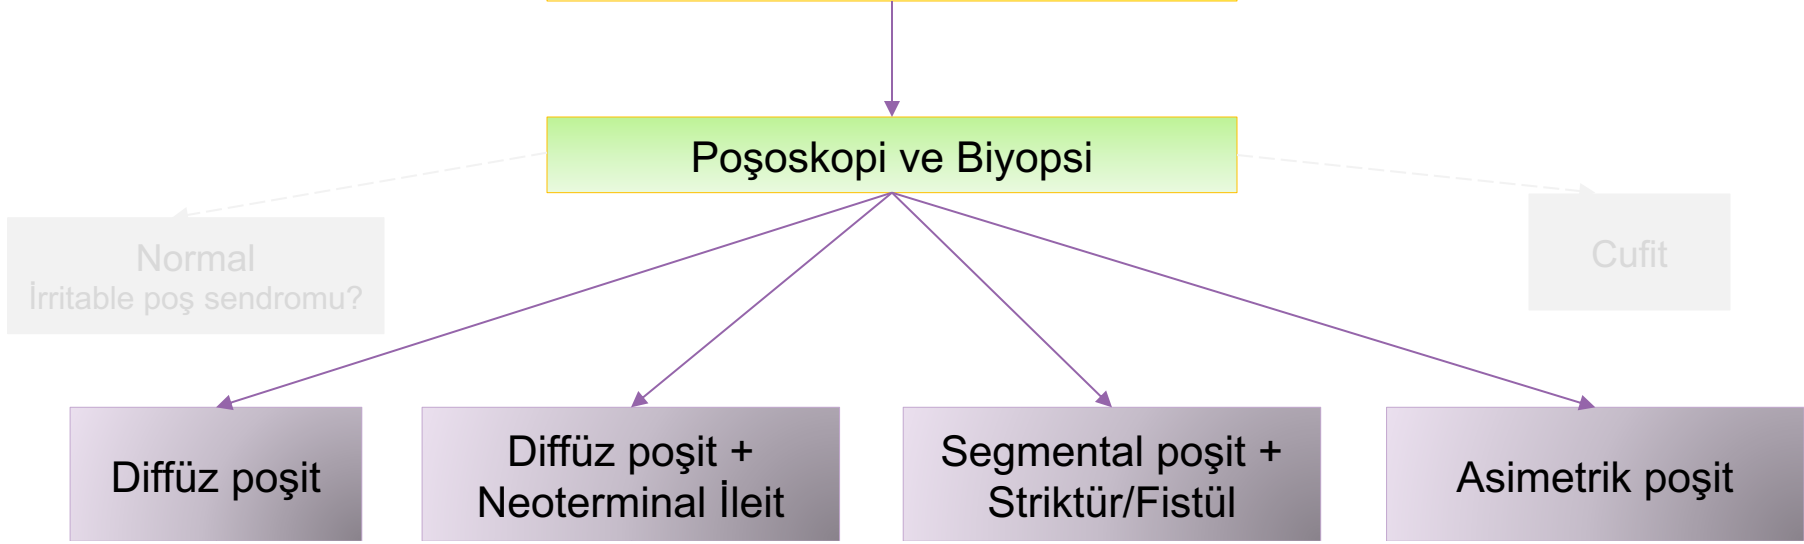 Poşoskopi ve Biyopsi
Normal
İrritable poş sendromu?
Cufit
Diffüz poşit
Diffüz poşit +
Neoterminal İleit
Segmental poşit +
Striktür/Fistül
Asimetrik poşit